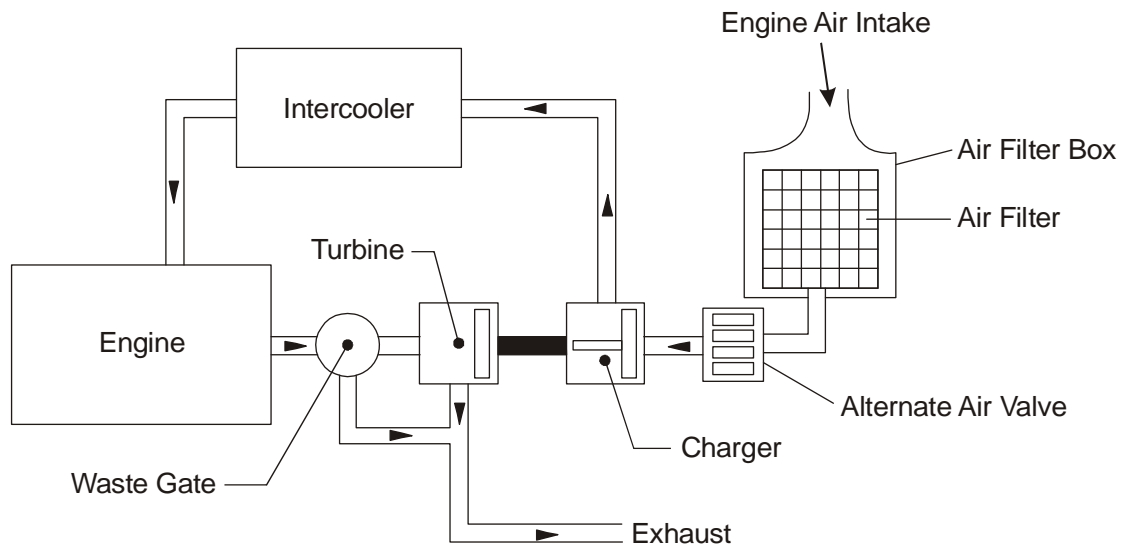 Engine Air Intake
Intercooler
Air Filter Box
Air Filter
Turbine
Engine
Alternate Air Valve
Charger
Waste Gate
Exhaust